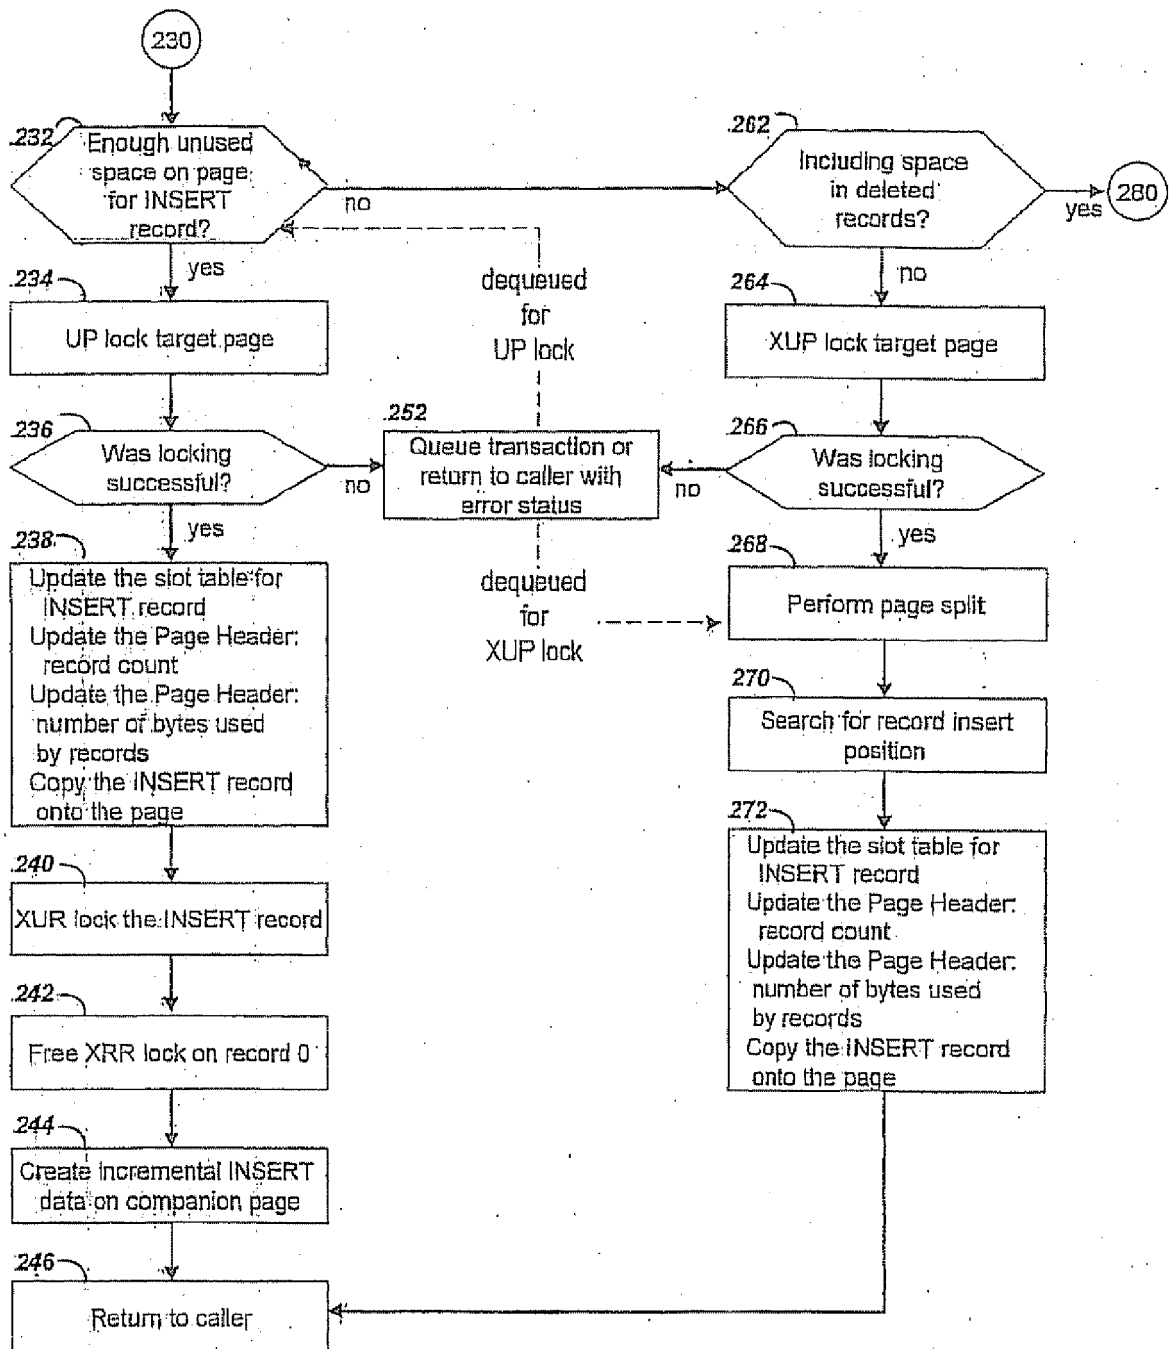 230
232
Enough unused
space on page
for INSERT
record?
no
yes
262
Including space
in deleted
records?
yes
280
no
234
UP lock target page
dequeued
for
UP lock
264
XUP lock target page
236
Was locking
successful?
no
yes
252
Queue transaction or
return to caller with
error status
266
Was locking
successful?
no
yes
238
Update the slot table for
INSERT record
Update the Page Header:
record count
Update the Page Header:
number of bytes used
by records
Copy the INSERT record
onto the page
dequeued
for
XUP lock
268
Perform page split
270
Search for record insert
position
240
XUR lock the INSERT record
272
Update the slot table for
INSERT record
Update the Page Header:
record count
Update the Page Header:
number of bytes used
by records
Copy the INSERT record
onto the page
242
Free XRR lock on record 0
244
Create incremental INSERT
data on companion page
246
Return to caller